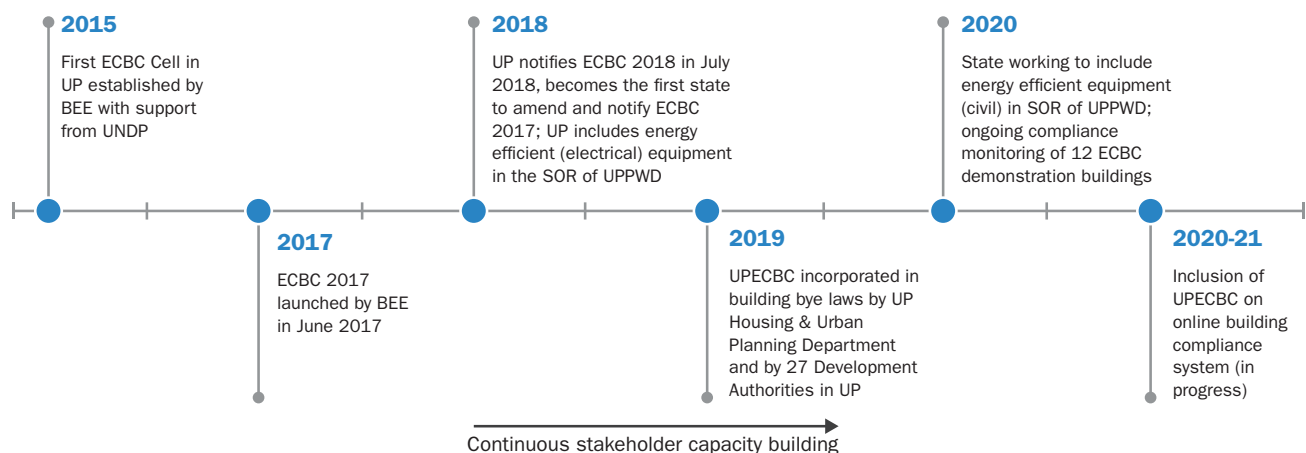 2015
First ECBC Cell in
UP established by
BEE with support
from UNDP
2017
ECBC 2017
launched by BEE
in June 2017
2018
UP notifies ECBC 2018 in July
2018, becomes the first state
to amend and notify ECBC
2017; UP includes energy
efficient (electrical) equipment
in the SOR of UPPWD
2019
UPECBC incorporated in
building bye laws by UP
Housing & Urban
Planning Department
and by 27 Development
Authorities in UP
2020
State working to include
energy efficient equipment
(civil) in SOR of UPPWD;
ongoing compliance
monitoring of 12 ECBC
demonstration buildings
2020-21
Inclusion of
UPECBC on
online building
compliance
system (in
progress)
Continuous stakeholder capacity building